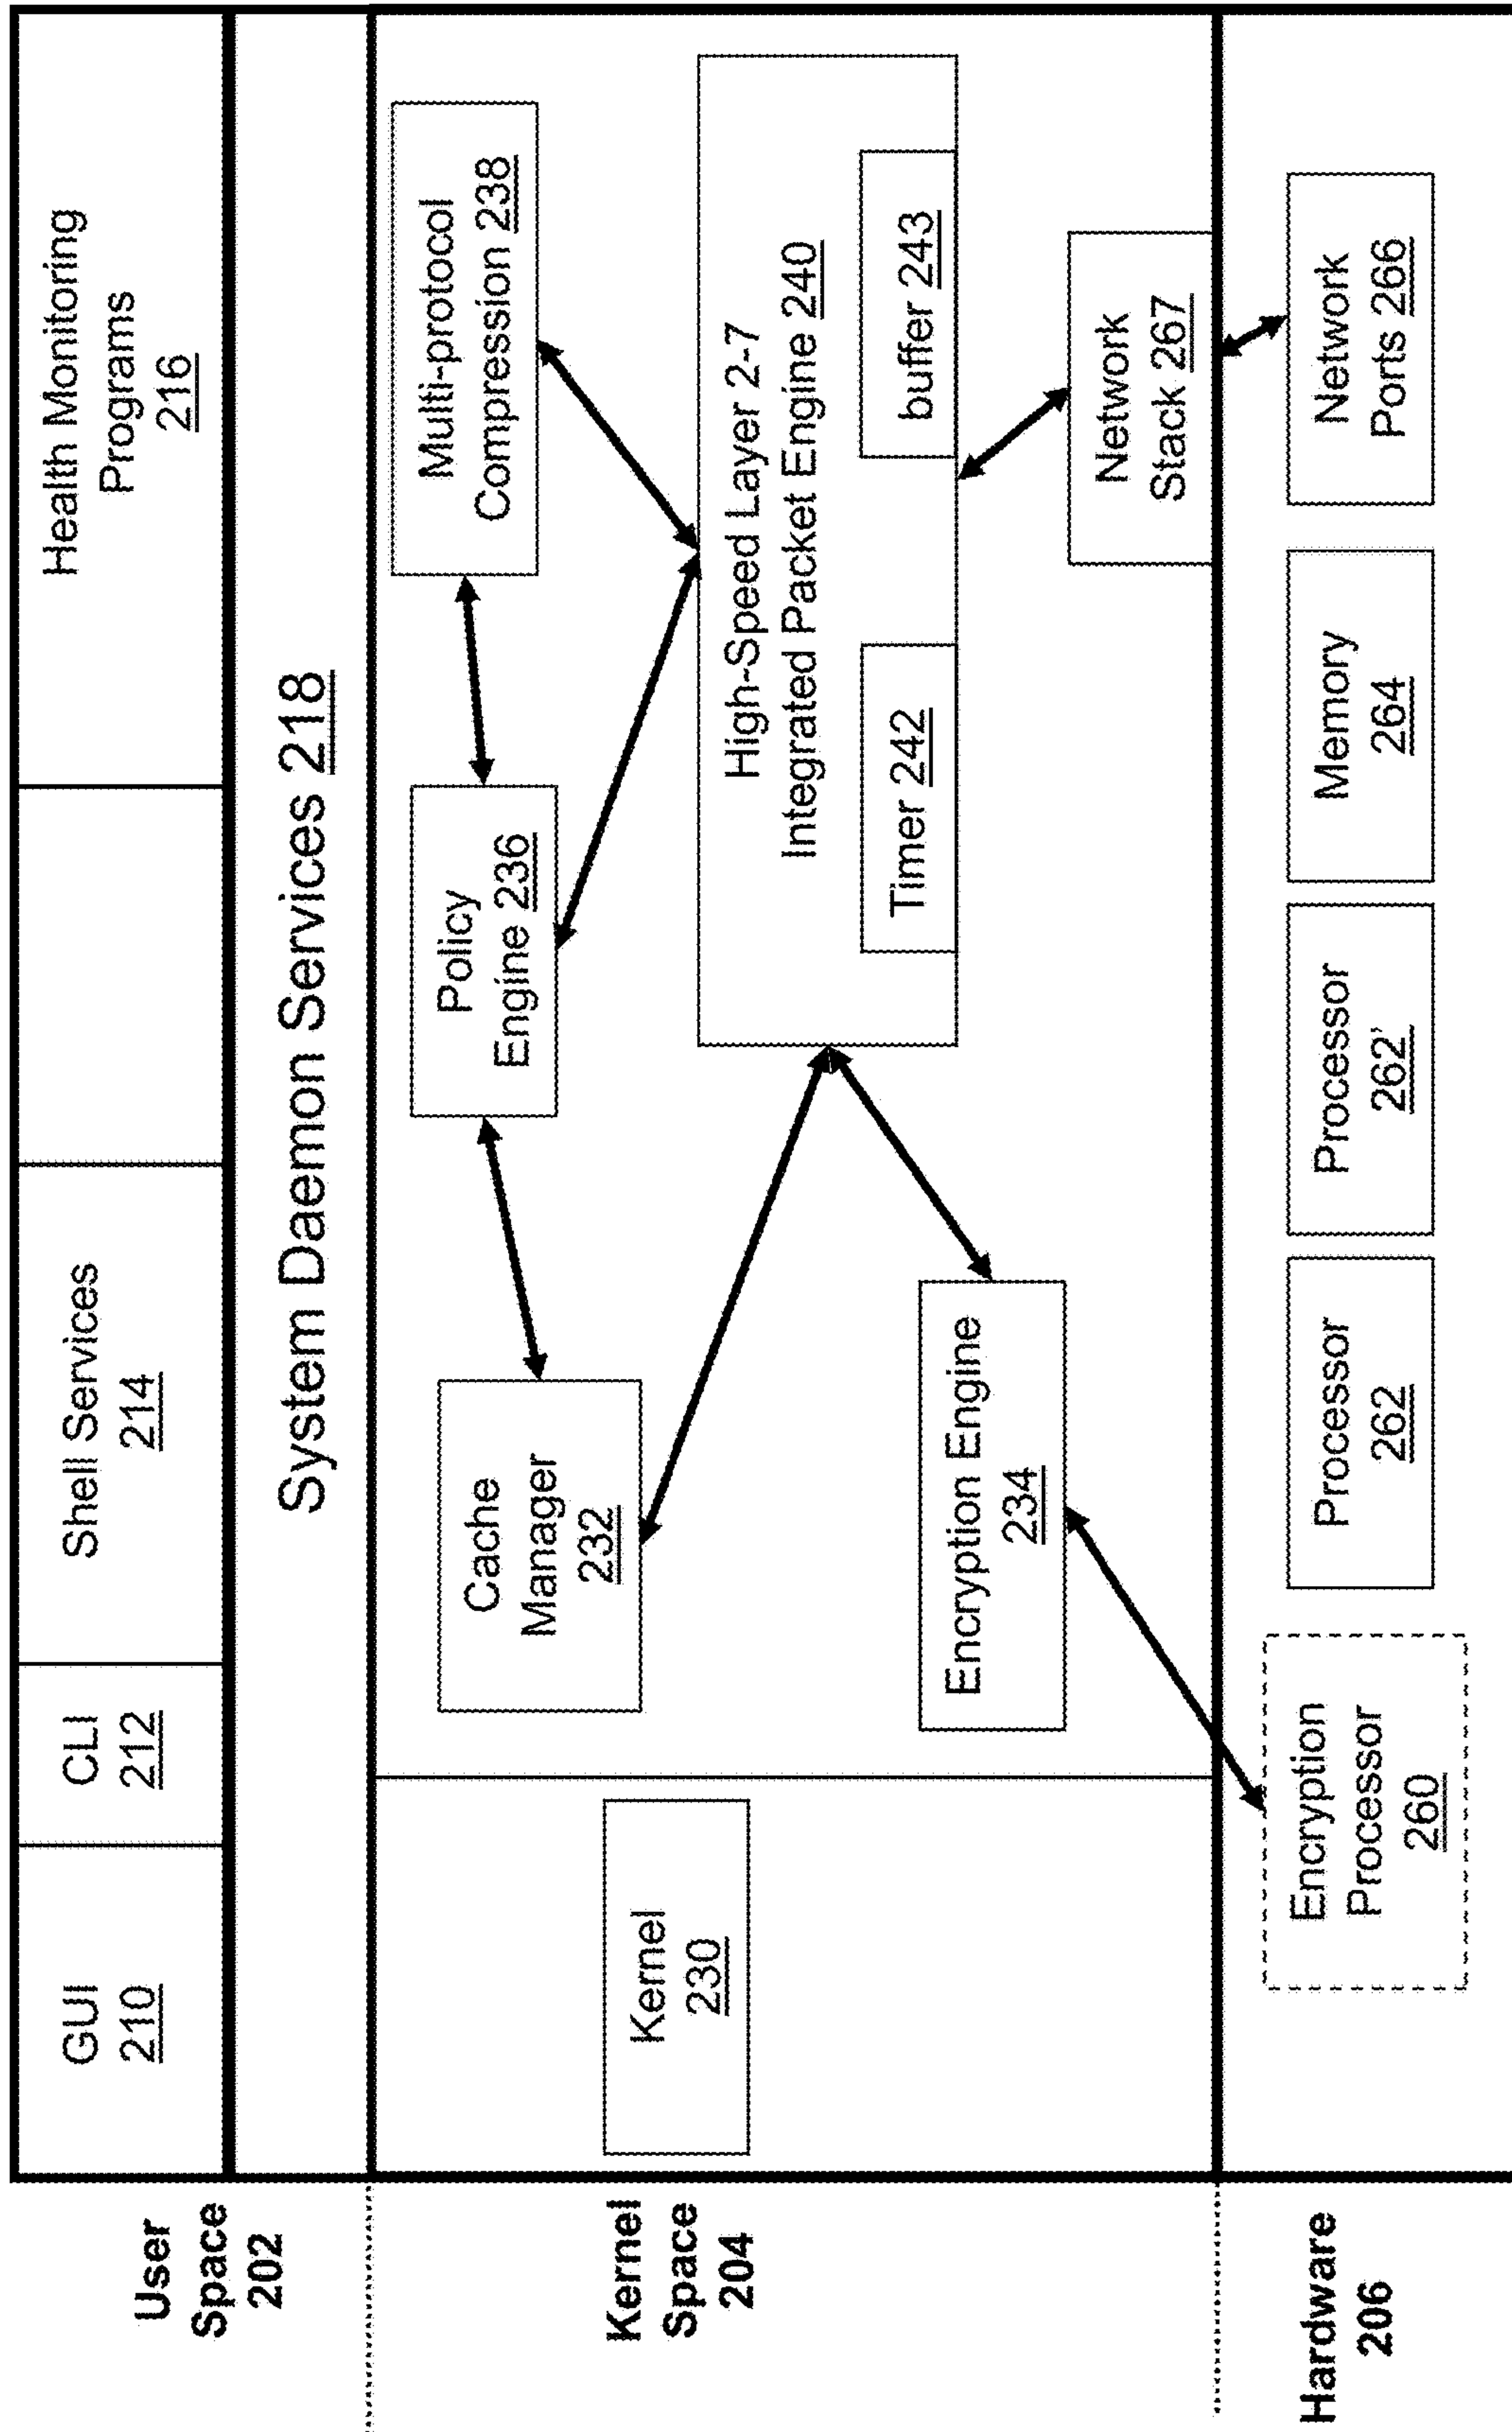 User
Space
202
GUI
210
CLI
212
Shell Services
214
Health Monitoring
Programs
216
System Daemon Services 218
Kernel
Space
204
Kernel
230
Cache
Manager
232
Policy
Engine 236
Multi-protocol
Compression 238
High-Speed Layer 2-7
Integrated Packet Engine 240
Timer 242
buffer 243
Encryption Engine
234
Network
Stack 267
Hardware
206
Encryption
Processor
260
Processor
262
Processor
262'
Memory
264
Network
Ports 266